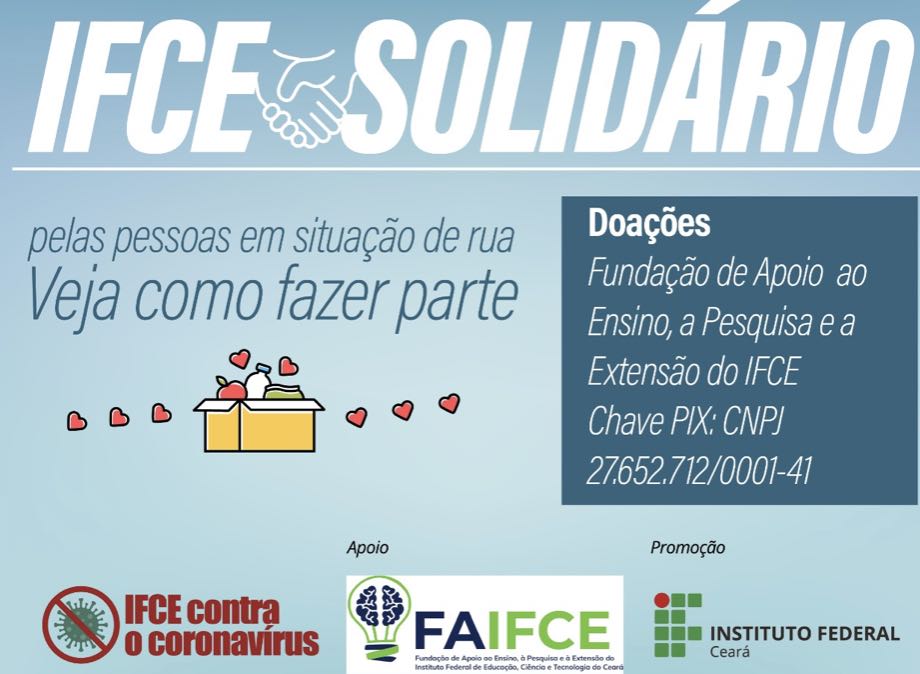 IFCE SOLIDÁRIO
pelas pessoas em situação de rua
Veja como fazer parte
Doações
Fundação de Apoio ao
Ensino, a Pesquisa e a
Extensão do IFCE
Chave PIX: CNPJ
27.652.712/0001-41
Apoio
Promoção
IFCE contra
o coronavírus
FAIFCE
Fundação de Apoio ao Ensino, à Pesquisa e à Extensão do
Instituto Federal de Educação, Ciência e Tecnologia do Ceará
INSTITUTO FEDERAL
Ceará